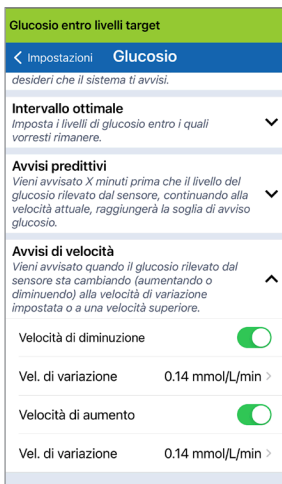 Glucosio entro livelli target
Impostazioni Glucosio
desideri che il sistema ti avvisi.
Intervallo ottimale
Imposta i livelli di glucosio entro i quali
vorresti rimanere.
Avvisi predittivi
Vieni avvisato X minuti prima che il livello del
glucosio rilevato dal sensore, continuando alla
velocità attuale, raggiungerà la soglia di avviso
glucosio.
Avvisi di velocità
Vieni avvisato quando il glucosio rilevato dal
sensore sta cambiando (aumentando o
diminuendo) alla velocità di variazione
impostata o a una velocità superiore.
Velocità di diminuzione
Vel. di variazione 0.14 mmol/L/min
Velocità di aumento
Vel. di variazione 0.14 mmol/L/min